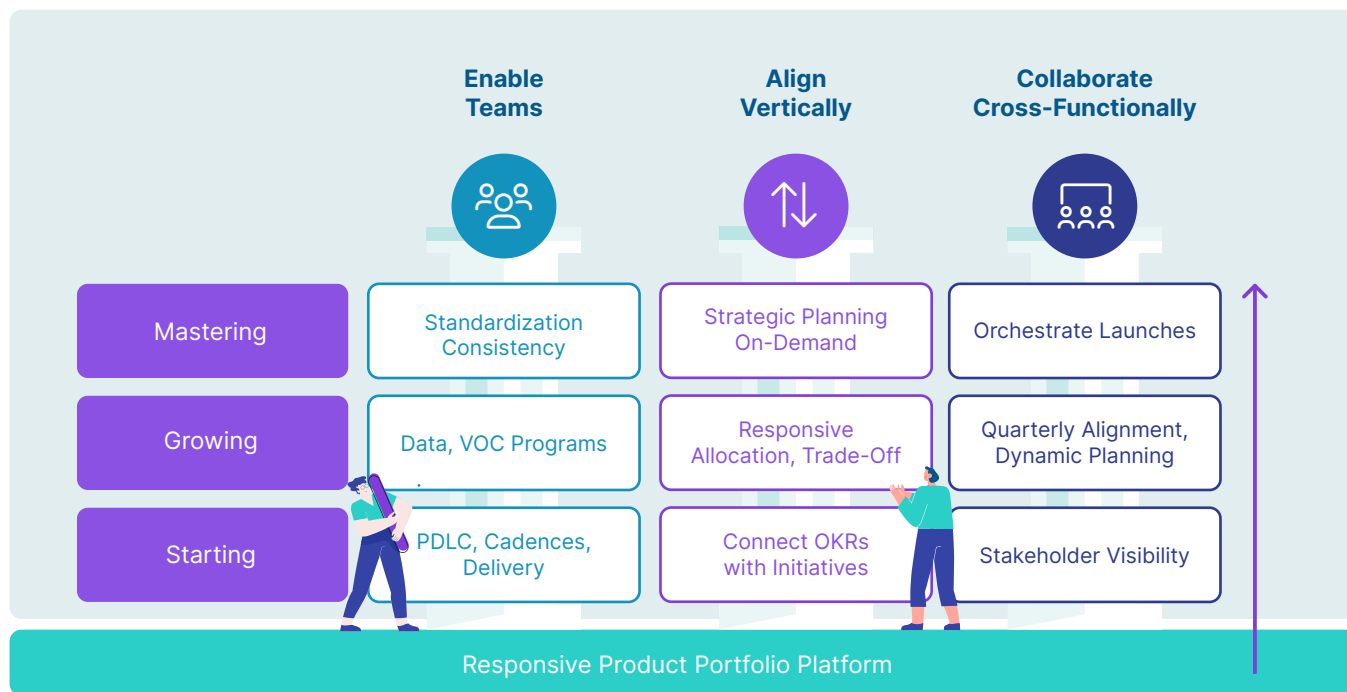 Enable
Teams
Align
Vertically
Collaborate
Cross-Functionally
Mastering
Standardization
Consistency
Strategic Planning
On-Demand
Orchestrate Launches
Growing
Data, VOC Programs
Responsive
Allocation, Trade-Off
Quarterly Alignment,
Dynamic Planning
Starting
PDLC, Cadences,
Delivery
Connect OKRs
with Initiatives
Stakeholder Visibility
Responsive Product Portfolio Platform